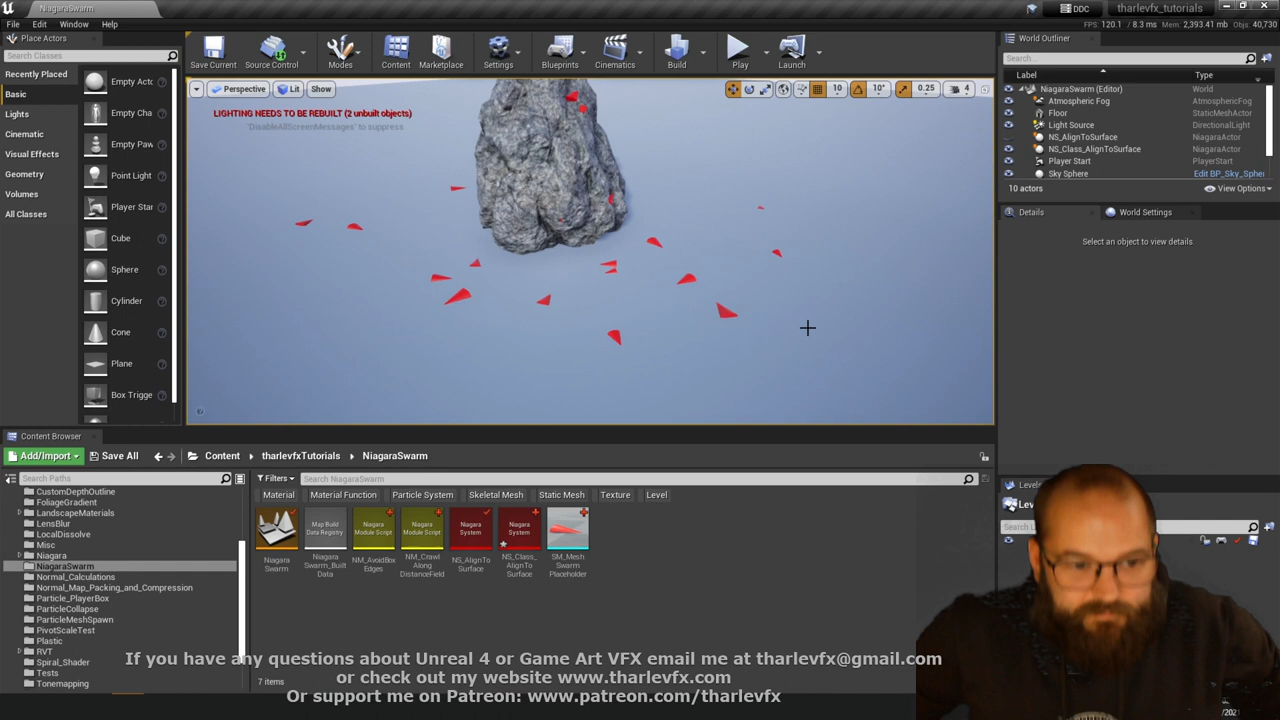 NiagaraSwarm
DDC
tharlevfx_tutorials
File Edit Window Help
FPS: 120.1 / 8.3 ms Mem: 2,393.41 mb Objs: 40,730
Place Actors
Search Classes
Recently Placed
Basic
Lights
Cinematic
Visual Effects
Geometry
Volumes
All Classes
Empty Acto
Empty Cha
Empty Paw
Point Light
Player Star
Cube
Sphere
Cylinder
Cone
Plane
Box Trigge
Save Current
Source Control
Modes
Content
Marketplace
Settings
Blueprints
Cinematics
Build
Play
Launch
Perspective Lit Show
10 10° 0.25 4
LIGHTING NEEDS TO BE REBUILT (2 unbuilt objects)
'DisableAllScreenMessages' to suppress
World Outliner
Search...
Label Type
NiagaraSwarm (Editor) World
Atmospheric Fog AtmosphericFog
Floor StaticMeshActor
Light Source DirectionalLight
NS_AlignToSurface NiagaraActor
NS_Class_AlignToSurface NiagaraActor
Player Start PlayerStart
Sky Sphere Edit BP_Sky_Spher
10 actors View Options
Details World Settings
Select an object to view details.
Content Browser
Add/Import Save All Content tharlevfxTutorials NiagaraSwarm
Search Paths
CustomDepthOutline
FoliageGradient
LandscapeMaterials
LensBlur
LocalDissolve
Misc
Niagara
NiagaraSwarm
Normal_Calculations
Normal_Map_Packing_and_Compression
Particle_PlayerBox
ParticleCollapse
ParticleMeshSpawn
PivotScaleTest
Plastic
RVT
Spiral_Shader
Tests
Tonemapping
Filters Search NiagaraSwarm
Material Material Function Particle System Skeletal Mesh Static Mesh Texture Level
Niagara
Swarm
Map Build
Data Registry
Niagara
Swarm_Built
Data
Niagara
Module Script
NM_AvoidBox
Edges
Niagara
Module Script
NM_Crawl
Along
DistanceField
Niagara
System
NS_AlignTo
Surface
Niagara
System
NS_Class_
AlignTo
Surface
SM_Mesh
Swarm
Placeholder
7 items
Levels
Search L
If you have any questions about Unreal 4 or Game Art VFX email me at tharlevfx@gmail.com
or check out my website www.tharlevfx.com
Or support me on Patreon: www.patreon.com/tharlevfx
/2021